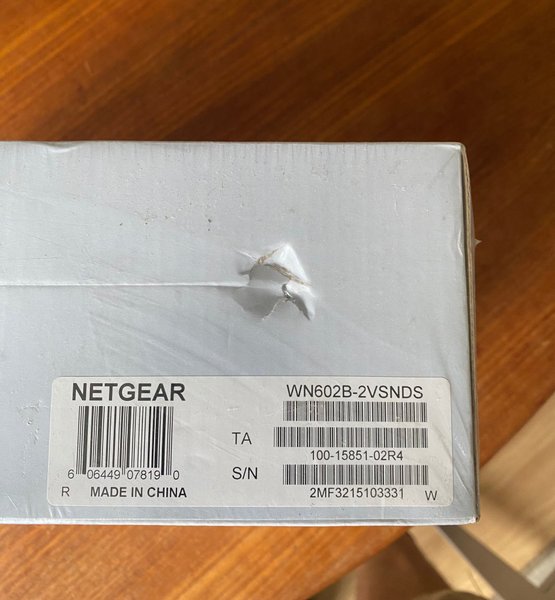 NETGEAR
WN602B-2VSNDS
TA
100-15851-02R4
6 06449 07819 0
S/N
R MADE IN CHINA
2MF3215103331 W